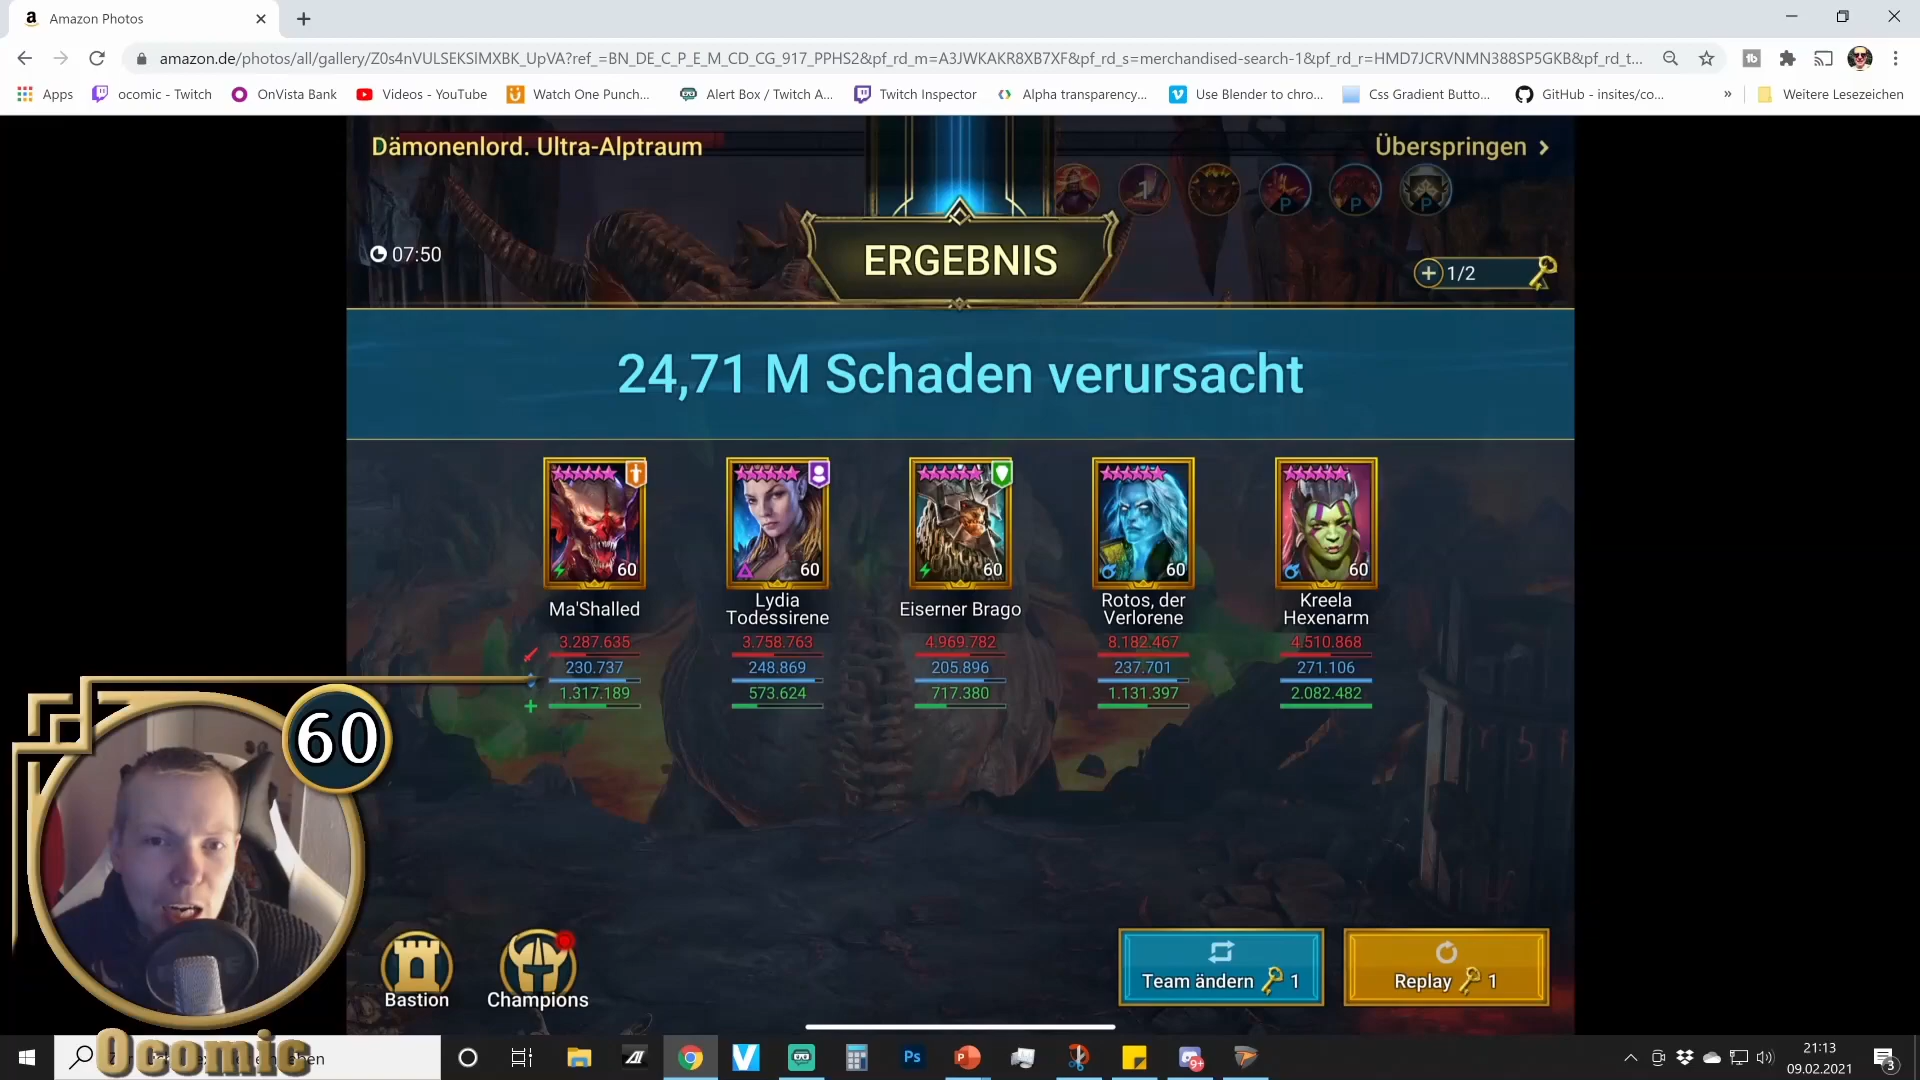 Amazon Photos
amazon.de/photos/all/gallery/Z0s4nVULSEKSlMXBK_UpVA?ref_=BN_DE_C_P_E_M_CD_CG_917_PPHS2&pf_rd_m=A3JWKAKR8XB7XF&pf_rd_s=merchandised-search-1&pf_rd_r=HMD7JCRVNMN388SP5GKB&pf_rd_t...
Apps ocomic - Twitch OnVista Bank Videos - YouTube Watch One Punch... Alert Box / Twitch A... Twitch Inspector Alpha transparency... Use Blender to chro... Css Gradient Butto... GitHub - insites/co... » Weitere Lesezeichen
Dämonenlord. Ultra-Alptraum
Überspringen >
1 P P P
07:50
ERGEBNIS
1/2
24,71 M Schaden verursacht
60 60 60 60 60
Ma'Shalled
Lydia
Todessirene
Eiserner Brago
Rotos, der
Verlorene
Kreela
Hexenarm
3.287.635 3.758.763 4.969.782 8.182.467 4.510.868
230.737 248.869 205.896 237.701 271.106
1.317.189 573.624 717.380 1.131.397 2.082.482
60
Bastion
Champions
Team ändern 1
Replay 1
Ocomic
Ps
9+
21:13
09.02.2021
3